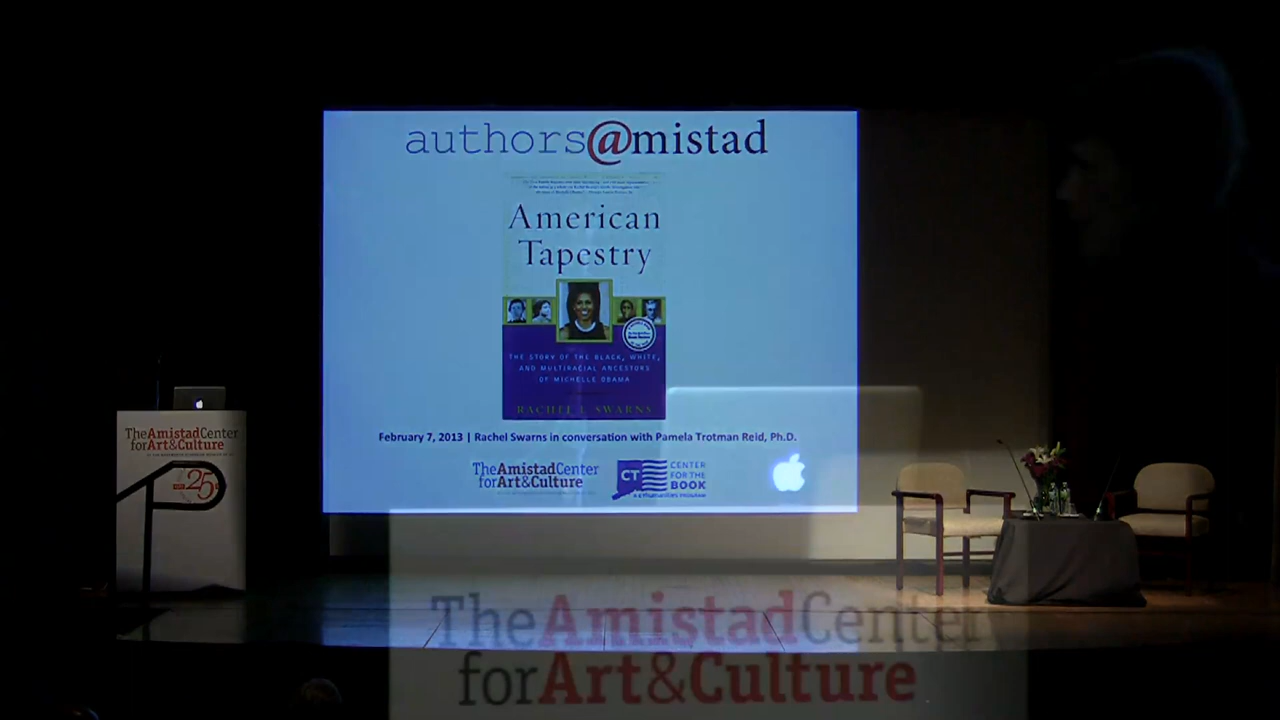 authors@mistad
American
Tapestry
THE STORY OF THE BLACK, WHITE,
AND MULTIRACIAL ANCESTORS
OF MICHELLE OBAMA
RACHEL L. SWARNS
February 7, 2013 | Rachel Swarns in conversation with Pamela Trotman Reid, Ph.D.
TheAmistadCenter
forArt&Culture
CT
CENTER
FOR THE
BOOK
TheAmistadCenter
forArt&Culture
25
TheAmistadCenter
forArt&Culture